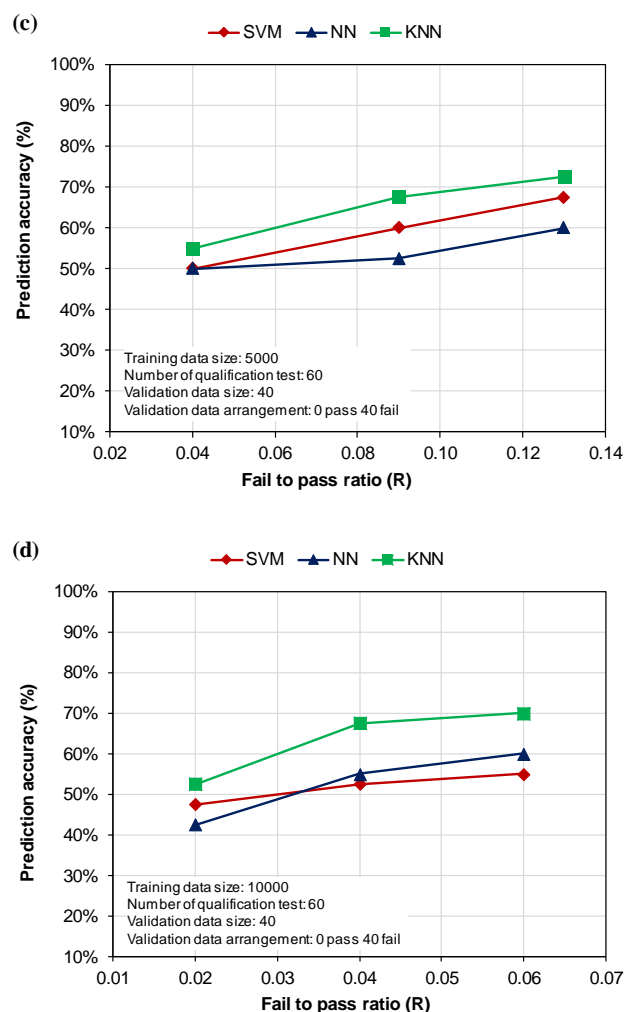 (c)
SVM NN KNN
100%
90%
80%
70%
60%
50%
40%
30%
20%
10%
Prediction accuracy (%)
Training data size: 5000
Number of qualification test: 60
Validation data size: 40
Validation data arrangement: 0 pass 40 fail
0.02 0.04 0.06 0.08 0.10 0.12 0.14
Fail to pass ratio (R)
(d)
SVM NN KNN
100%
90%
80%
70%
60%
50%
40%
30%
20%
10%
Prediction accuracy (%)
Training data size: 10000
Number of qualification test: 60
Validation data size: 40
Validation data arrangement: 0 pass 40 fail
0.01 0.02 0.03 0.04 0.05 0.06 0.07
Fail to pass ratio (R)